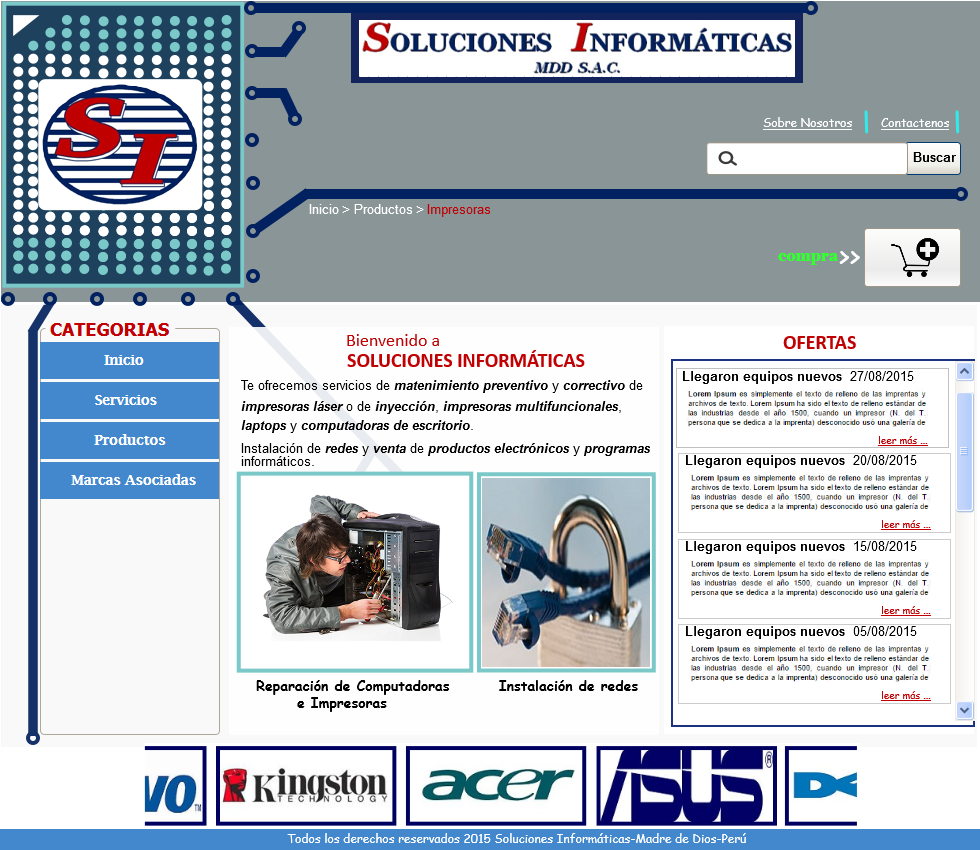 SOLUCIONES INFORMÁTICAS
MDD S.A.C.
SI
Sobre Nosotros
Contactenos
Buscar
Inicio > Productos > Impresoras
compra>>
CATEGORIAS
Inicio
Servicios
Productos
Marcas Asociadas
Bienvenido a
SOLUCIONES INFORMÁTICAS
Te ofrecemos servicios de matenimiento preventivo y correctivo de
impresoras láser o de inyección, impresoras multifuncionales,
laptops y computadoras de escritorio.
Instalación de redes y venta de productos electrónicos y programas
informáticos.
Reparación de Computadoras
e Impresoras
Instalación de redes
OFERTAS
Llegaron equipos nuevos 27/08/2015
Lorem Ipsum es simplemente el texto de relleno de las imprentas y
archivos de texto. Lorem Ipsum ha sido el texto de relleno estándar de
las industrias desde el año 1500, cuando un impresor (N. del T.
persona que se dedica a la imprenta) desconocido usó una galería de
leer más ...
Llegaron equipos nuevos 20/08/2015
Lorem Ipsum es simplemente el texto de relleno de las imprentas y
archivos de texto. Lorem Ipsum ha sido el texto de relleno estándar de
las industrias desde el año 1500, cuando un impresor (N. del T.
persona que se dedica a la imprenta) desconocido usó una galería de
leer más ...
Llegaron equipos nuevos 15/08/2015
Lorem Ipsum es simplemente el texto de relleno de las imprentas y
archivos de texto. Lorem Ipsum ha sido el texto de relleno estándar de
las industrias desde el año 1500, cuando un impresor (N. del T.
persona que se dedica a la imprenta) desconocido usó una galería de
leer más ...
Llegaron equipos nuevos 05/08/2015
Lorem Ipsum es simplemente el texto de relleno de las imprentas y
archivos de texto. Lorem Ipsum ha sido el texto de relleno estándar de
las industrias desde el año 1500, cuando un impresor (N. del T.
persona que se dedica a la imprenta) desconocido usó una galería de
leer más ...
vo™
Kingston
TECHNOLOGY
acer
ASUS®
Todos los derechos reservados 2015 Soluciones Informáticas-Madre de Dios-Perú